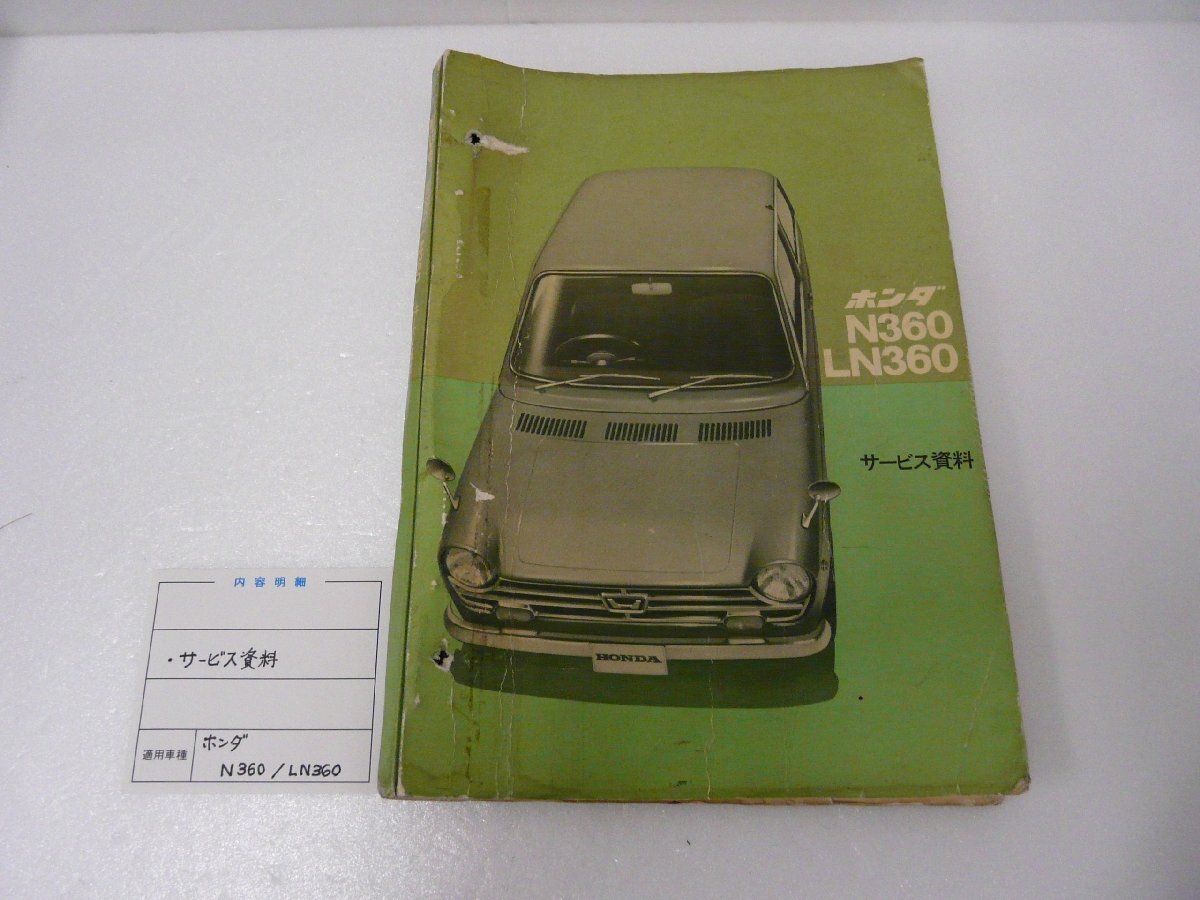 ホンダ
N360
LN360
サービス資料
HONDA
内容明細
・サービス資料
適用車種
ホンダ
N360/LN360